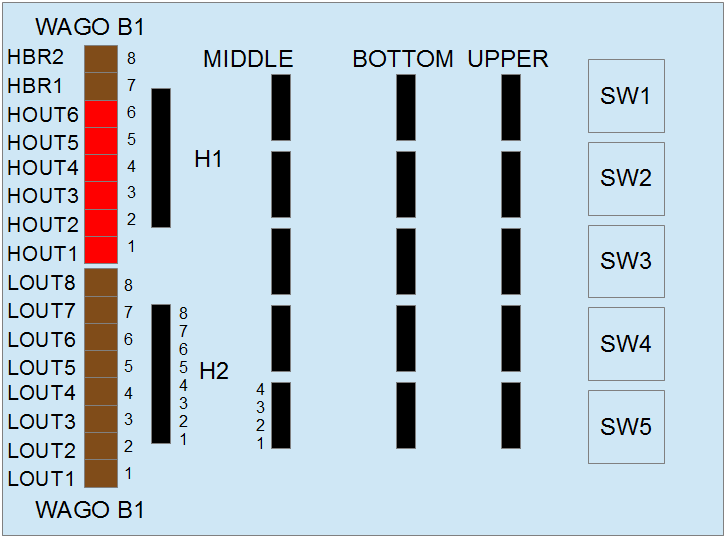 WAGO B1
HBR2 8
HBR1 7
HOUT6 6
HOUT5 5
HOUT4 4
HOUT3 3
HOUT2 2
HOUT1 1
LOUT8 8
LOUT7 7
LOUT6 6
LOUT5 5
LOUT4 4
LOUT3 3
LOUT2 2
LOUT1 1
WAGO B1
H1
8
7
6
5
4
3
2
1
H2
MIDDLE BOTTOM UPPER
4
3
2
1
SW1
SW2
SW3
SW4
SW5